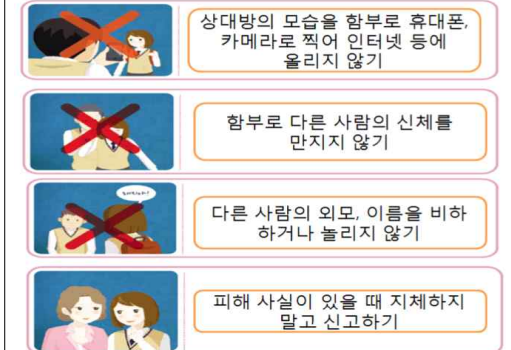 상대방의 모습을 함부로 휴대폰,
카메라로 찍어 인터넷 등에
올리지 않기
함부로 다른 사람의 신체를
만지지 않기
다른 사람의 외모, 이름을 비하
하거나 놀리지 않기
피해 사실이 있을 때 지체하지
말고 신고하기